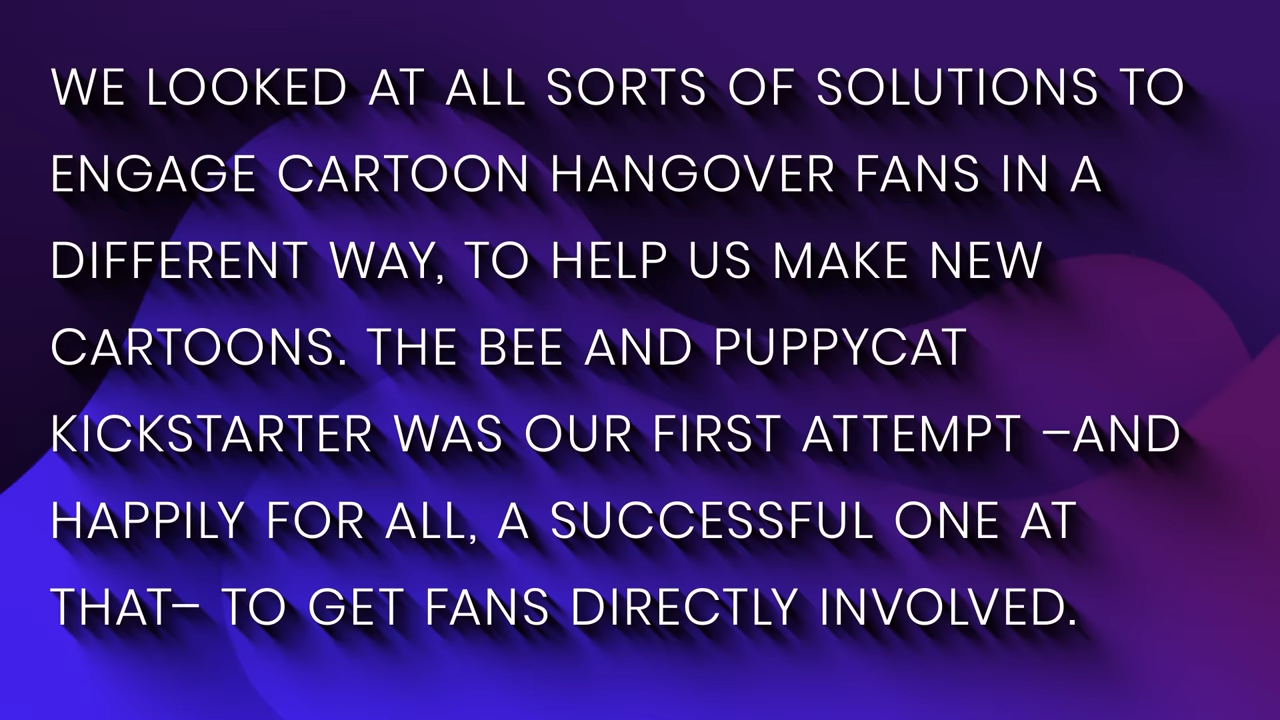 WE LOOKED AT ALL SORTS OF SOLUTIONS TO
ENGAGE CARTOON HANGOVER FANS IN A
DIFFERENT WAY, TO HELP US MAKE NEW
CARTOONS. THE BEE AND PUPPYCAT
KICKSTARTER WAS OUR FIRST ATTEMPT –AND
HAPPILY FOR ALL, A SUCCESSFUL ONE AT
THAT– TO GET FANS DIRECTLY INVOLVED.